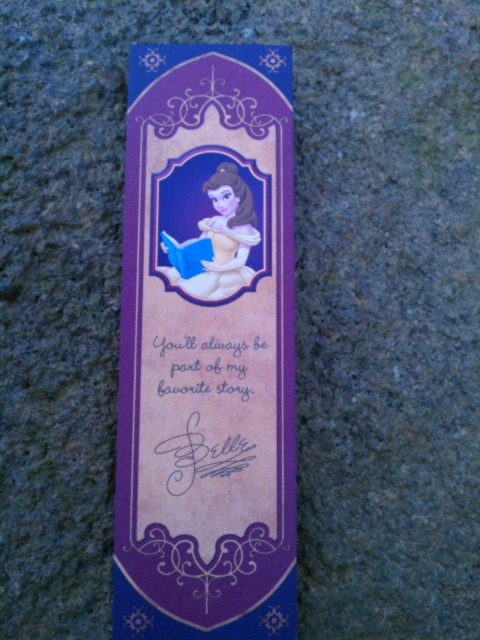 You'll always be
part of my
favorite story.
Belle